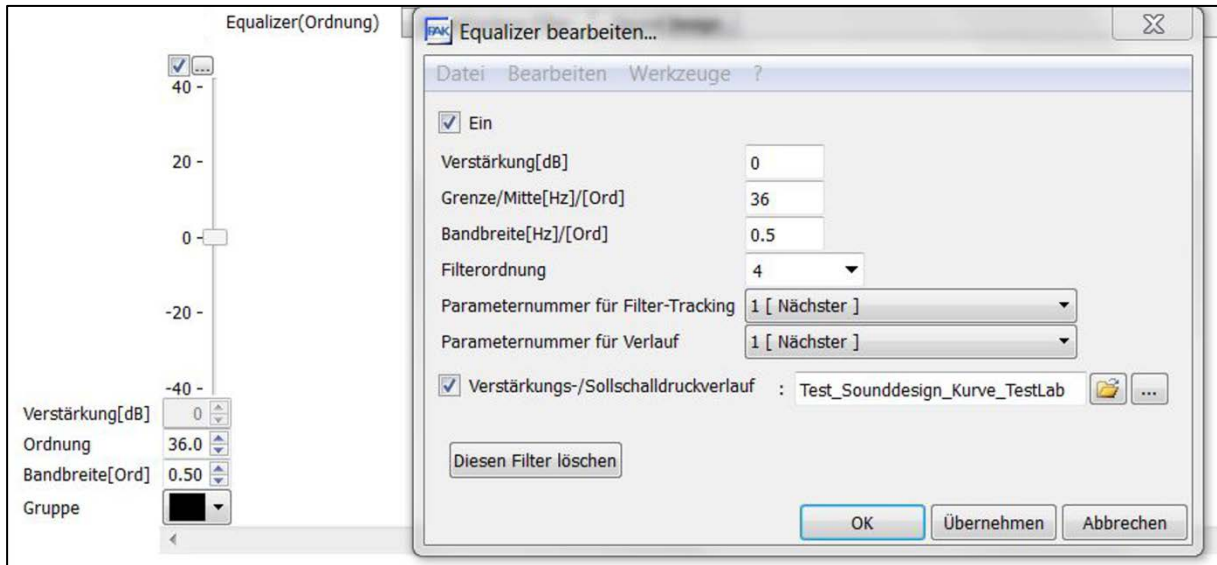 Equalizer(Ordnung)
...
40 -
20 -
0 -
-20 -
-40 -
Verstärkung[dB] 0
Ordnung 36.0
Bandbreite[Ord] 0.50
Gruppe
PAK Equalizer bearbeiten...
Datei Bearbeiten Werkzeuge ?
Ein
Verstärkung[dB] 0
Grenze/Mitte[Hz]/[Ord] 36
Bandbreite[Hz]/[Ord] 0.5
Filterordnung 4
Parameternummer für Filter-Tracking 1 [ Nächster ]
Parameternummer für Verlauf 1 [ Nächster ]
Verstärkungs-/Sollschalldruckverlauf : Test_Sounddesign_Kurve_TestLab ...
Diesen Filter löschen
OK Übernehmen Abbrechen